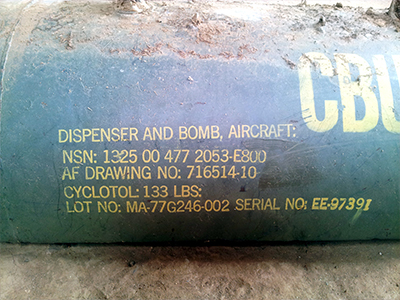 CBU
DISPENSER AND BOMB, AIRCRAFT:
NSN: 1325 00 477 2053-E800
AF DRAWING NO: 716514-10
CYCLOTOL: 133 LBS:
LOT NO: MA-77G246-002 SERIAL NO: EE-97391